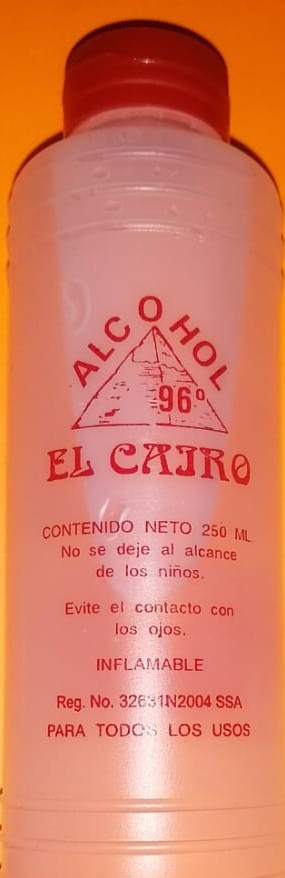 ALCOHOL
96°
EL CAIRO
CONTENIDO NETO 250 ML
No se deje al alcance
de los niños.
Evite el contacto con
los ojos.
INFLAMABLE
Reg. No. 32631N2004 SSA
PARA TODOS LOS USOS